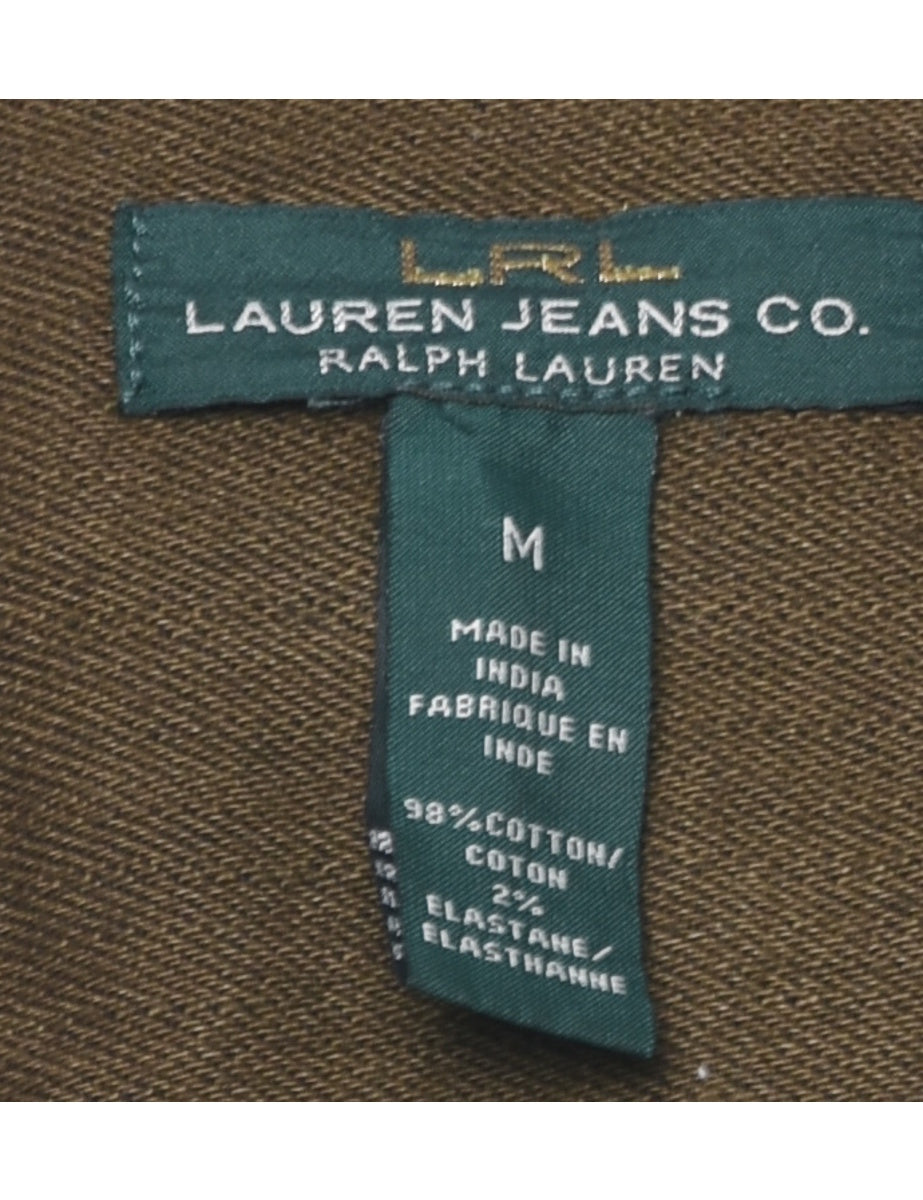 LRL
LAUREN JEANS CO.
RALPH LAUREN
M
MADE IN
INDIA
FABRIQUE EN
INDE
98% COTTON/
COTON
2%
ELASTANE/
ELASTHANNE